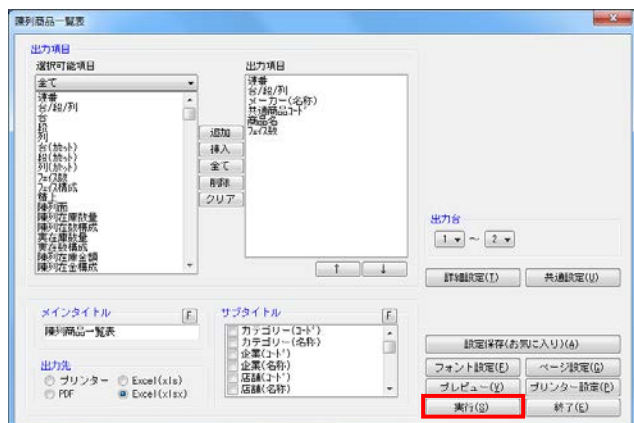 陳列商品一覧表
出力項目
選択可能項目
全て
連番
台/段/列
台
段
列
台(ｶｾｯﾄ)
段(ｶｾｯﾄ)
列(ｶｾｯﾄ)
ﾌｪｲｽ数
ﾌｪｲｽ構成
積上
陳列面
陳列在庫数量
陳列在数構成
実在庫数量
実在数構成
陳列在庫金額
陳列在金構成
追加
挿入
全て
削除
クリア
出力項目
連番
台/段/列
メーカー(名称)
共通商品ｺｰﾄﾞ
商品名
ﾌｪｲｽ数
↑
↓
出力台
1 ～ 2
詳細設定(T)
共通設定(U)
メインタイトル
F
陳列商品一覧表
出力先
プリンター
Excel(xls)
PDF
Excel(xlsx)
サブタイトル
F
カテゴリー(ｺｰﾄﾞ)
カテゴリー(名称)
企業(ｺｰﾄﾞ)
企業(名称)
店舗(ｺｰﾄﾞ)
店舗(名称)
設定保存(お気に入り)(A)
フォント設定(F)
ページ設定(G)
プレビュー(V)
プリンター設定(P)
実行(S)
終了(E)